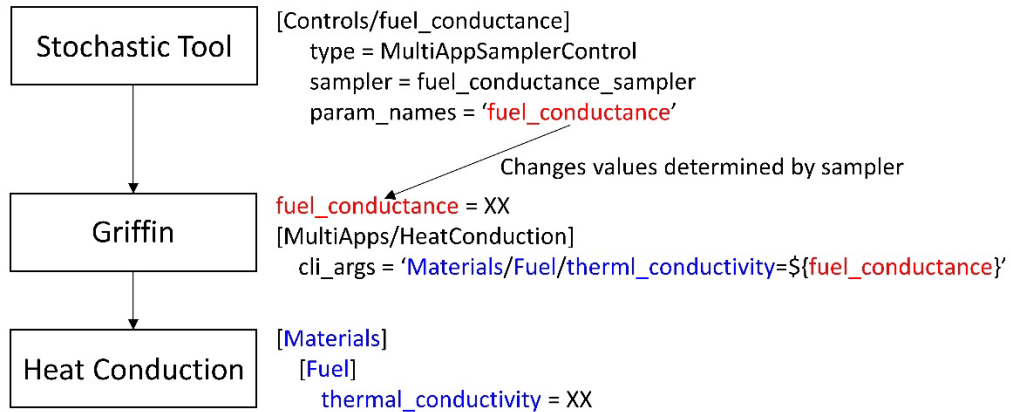 Stochastic Tool
[Controls/fuel_conductance]
type = MultiAppSamplerControl
sampler = fuel_conductance_sampler
param_names = ‘fuel_conductance’
Changes values determined by sampler
Griffin
fuel_conductance = XX
[MultiApps/HeatConduction]
cli_args = ‘Materials/Fuel/therml_conductivity=${fuel_conductance}’
Heat Conduction
[Materials]
[Fuel]
thermal_conductivity = XX